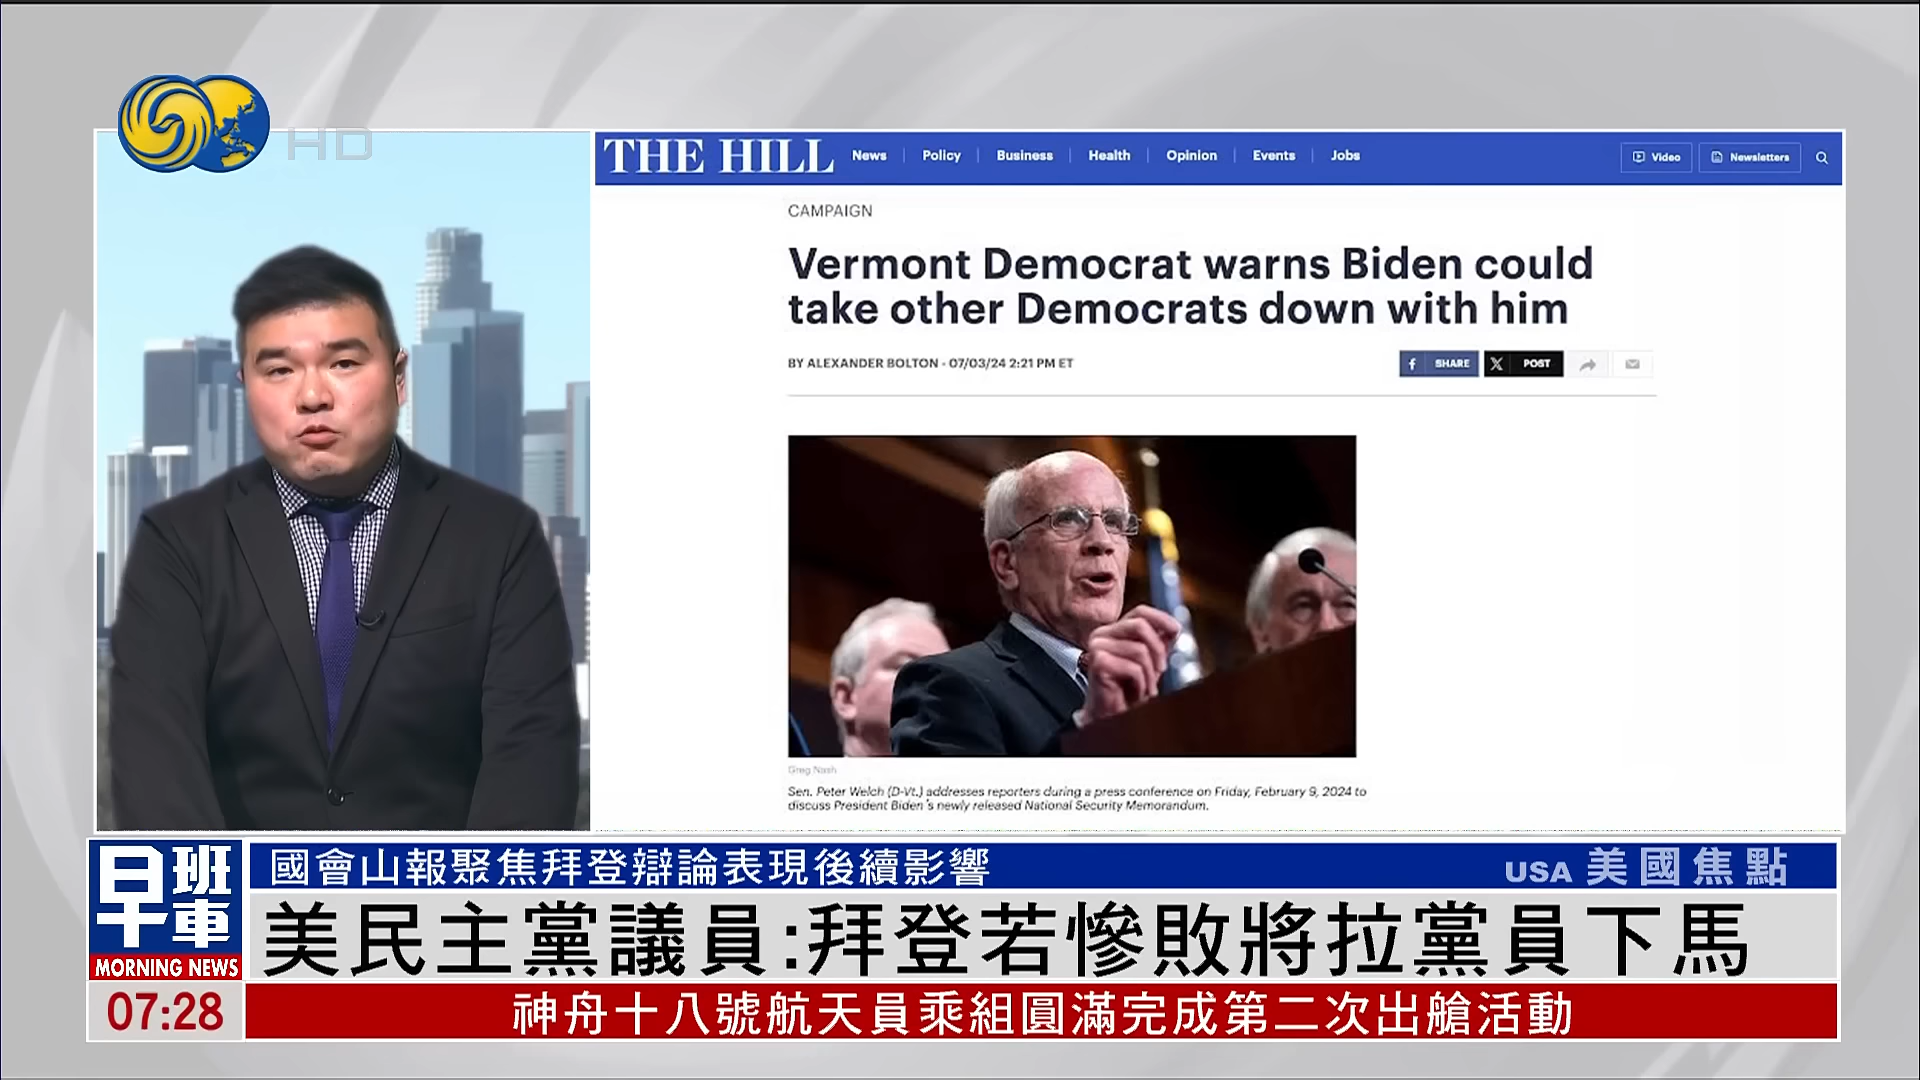 HD
THE HILL
News
Policy
Business
Health
Opinion
Events
Jobs
Video
Newsletters
CAMPAIGN
Vermont Democrat warns Biden could
take other Democrats down with him
BY ALEXANDER BOLTON - 07/03/24 2:21 PM ET
SHARE
POST
Greg Nash
Sen. Peter Welch (D-Vt.) addresses reporters during a press conference on Friday, February 9, 2024 to
discuss President Biden's newly released National Security Memorandum.
早班車
MORNING NEWS
07:28
國會山報聚焦拜登辯論表現後續影響
USA 美國焦點
美民主黨議員:拜登若慘敗將拉黨員下馬
神舟十八號航天員乘組圓滿完成第二次出艙活動